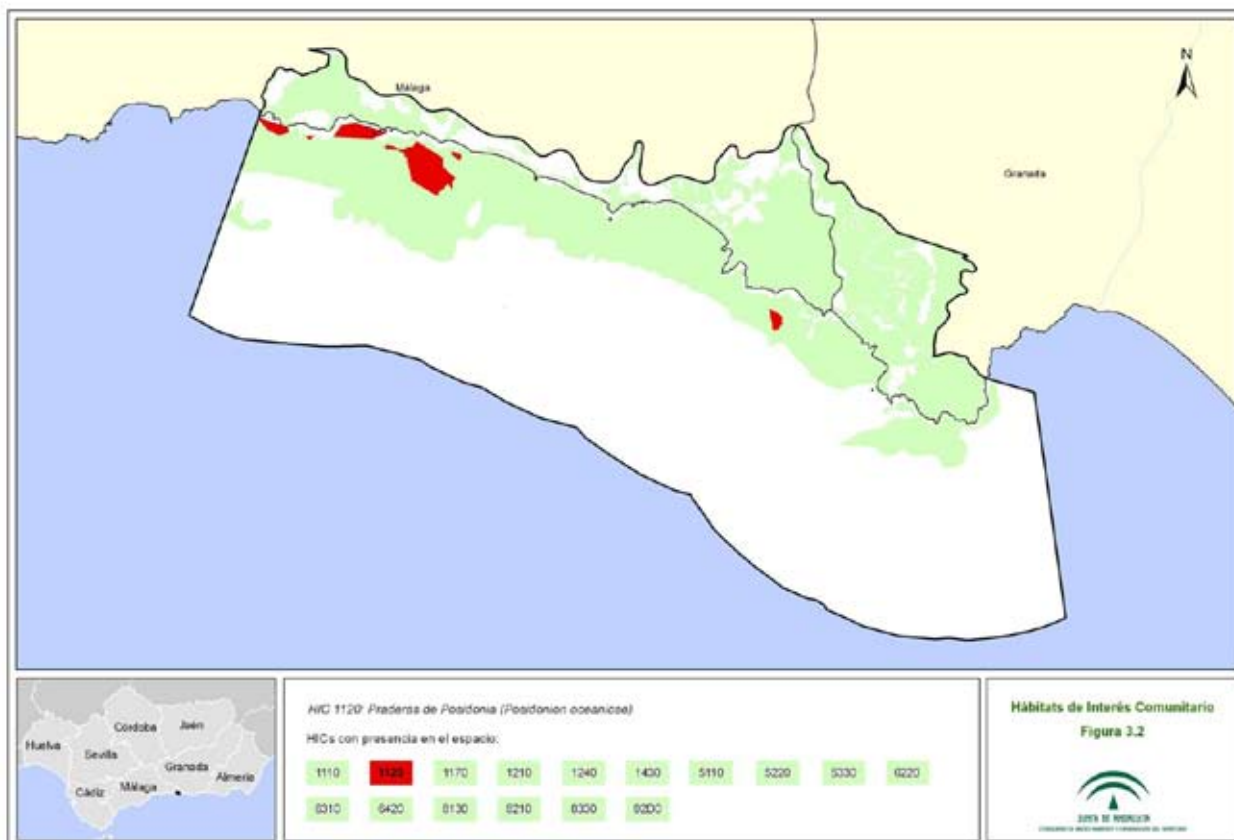 N
Málaga
Granada
Huelva
Sevilla
Córdoba
Jaén
Granada
Almería
Málaga
Cádiz
HIC 1120: Praderas de Posidonia (Posidonion oceanicae)
HICs con presencia en el espacio:
1110 1120 1170 1210 1240 1430 5110 5220 5330 6220
6310 6420 8130 8210 8330 92D0
Hábitats de Interés Comunitario
Figura 3.2
JUNTA DE ANDALUCIA